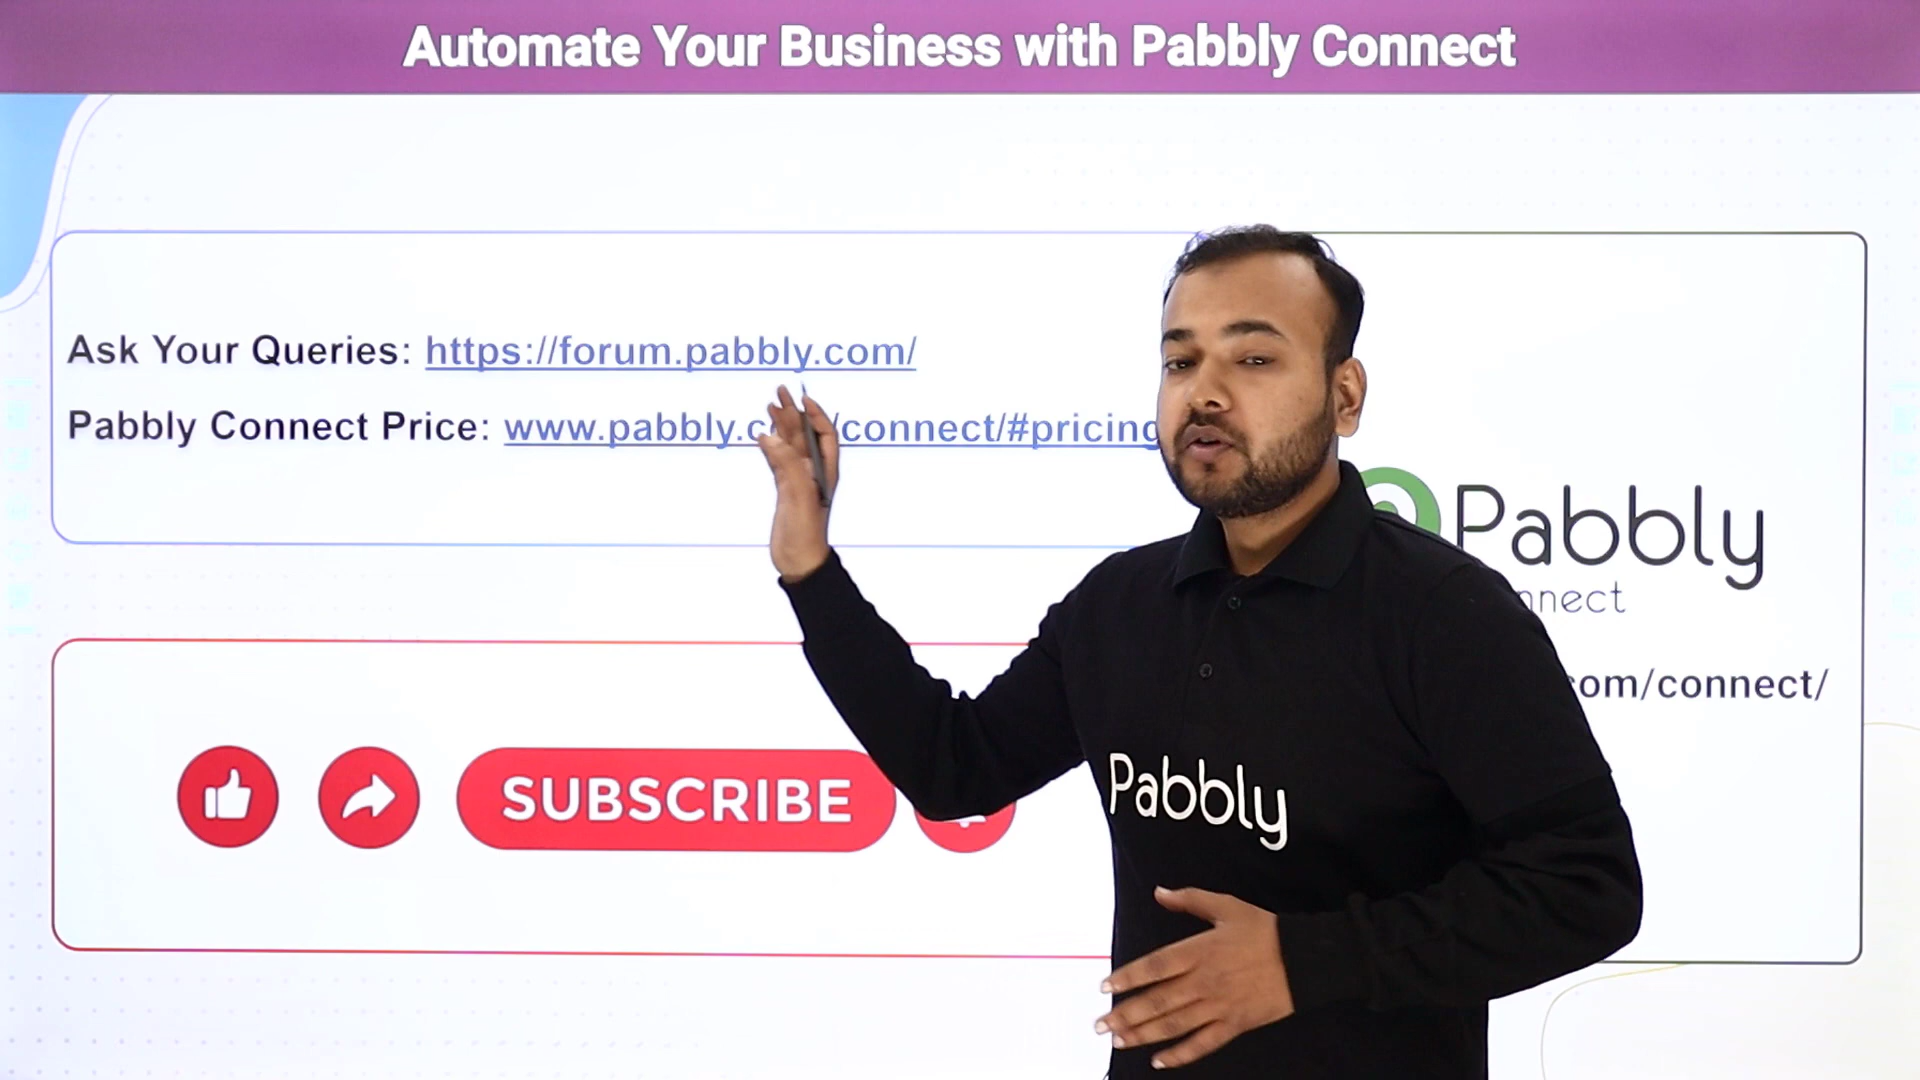 Automate Your Business with Pabbly Connect
Ask Your Queries: https://forum.pabbly.com/
Pabbly Connect Price: www.pabbly.c /connect/#pricing
Pabbly
nnect
com/connect/
SUBSCRIBE
Pabbly